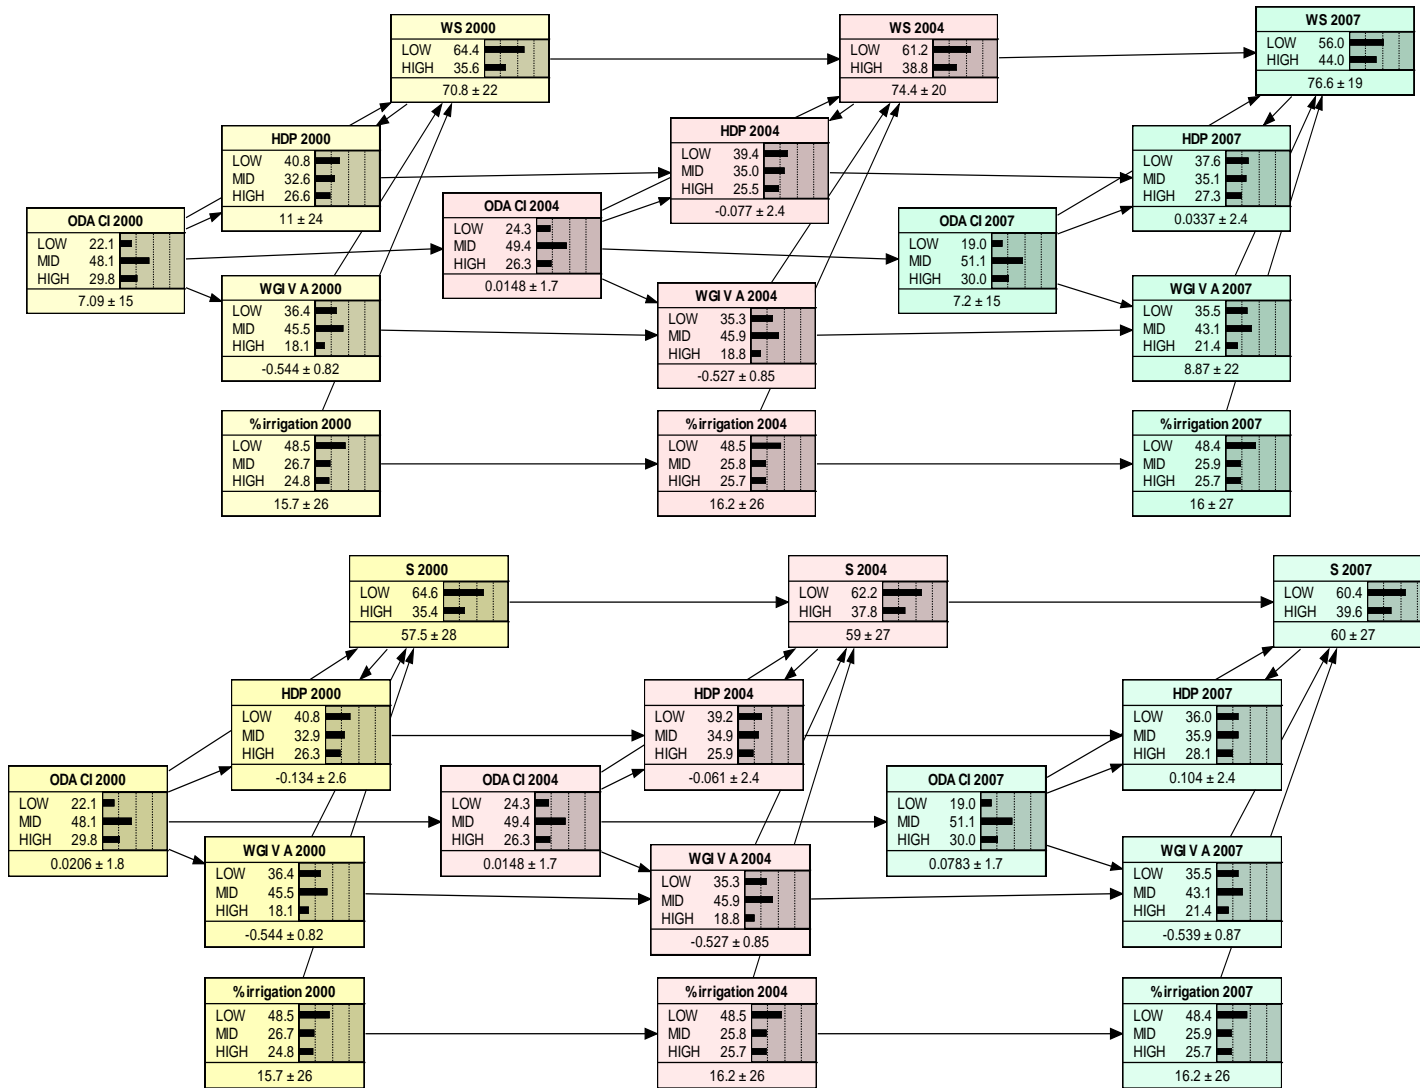 WS 2000
LOW 64.4
HIGH 35.6
70.8 ± 22
WS 2004
LOW 61.2
HIGH 38.8
74.4 ± 20
WS 2007
LOW 56.0
HIGH 44.0
76.6 ± 19
HDP 2000
LOW 40.8
MID 32.6
HIGH 26.6
11 ± 24
HDP 2004
LOW 39.4
MID 35.0
HIGH 25.5
-0.077 ± 2.4
HDP 2007
LOW 37.6
MID 35.1
HIGH 27.3
0.0337 ± 2.4
ODA CI 2000
LOW 22.1
MID 48.1
HIGH 29.8
7.09 ± 15
ODA CI 2004
LOW 24.3
MID 49.4
HIGH 26.3
0.0148 ± 1.7
ODA CI 2007
LOW 19.0
MID 51.1
HIGH 30.0
7.2 ± 15
WGI V A 2000
LOW 36.4
MID 45.5
HIGH 18.1
-0.544 ± 0.82
WGI V A 2004
LOW 35.3
MID 45.9
HIGH 18.8
-0.527 ± 0.85
WGI V A 2007
LOW 35.5
MID 43.1
HIGH 21.4
8.87 ± 22
%irrigation 2000
LOW 48.5
MID 26.7
HIGH 24.8
15.7 ± 26
%irrigation 2004
LOW 48.5
MID 25.8
HIGH 25.7
16.2 ± 26
%irrigation 2007
LOW 48.4
MID 25.9
HIGH 25.7
16 ± 27
S 2000
LOW 64.6
HIGH 35.4
57.5 ± 28
S 2004
LOW 62.2
HIGH 37.8
59 ± 27
S 2007
LOW 60.4
HIGH 39.6
60 ± 27
HDP 2000
LOW 40.8
MID 32.9
HIGH 26.3
-0.134 ± 2.6
HDP 2004
LOW 39.2
MID 34.9
HIGH 25.9
-0.061 ± 2.4
HDP 2007
LOW 36.0
MID 35.9
HIGH 28.1
0.104 ± 2.4
ODA CI 2000
LOW 22.1
MID 48.1
HIGH 29.8
0.0206 ± 1.8
ODA CI 2004
LOW 24.3
MID 49.4
HIGH 26.3
0.0148 ± 1.7
ODA CI 2007
LOW 19.0
MID 51.1
HIGH 30.0
0.0783 ± 1.7
WGI V A 2000
LOW 36.4
MID 45.5
HIGH 18.1
-0.544 ± 0.82
WGI V A 2004
LOW 35.3
MID 45.9
HIGH 18.8
-0.527 ± 0.85
WGI V A 2007
LOW 35.5
MID 43.1
HIGH 21.4
-0.539 ± 0.87
%irrigation 2000
LOW 48.5
MID 26.7
HIGH 24.8
15.7 ± 26
%irrigation 2004
LOW 48.5
MID 25.8
HIGH 25.7
16.2 ± 26
%irrigation 2007
LOW 48.4
MID 25.9
HIGH 25.7
16.2 ± 26